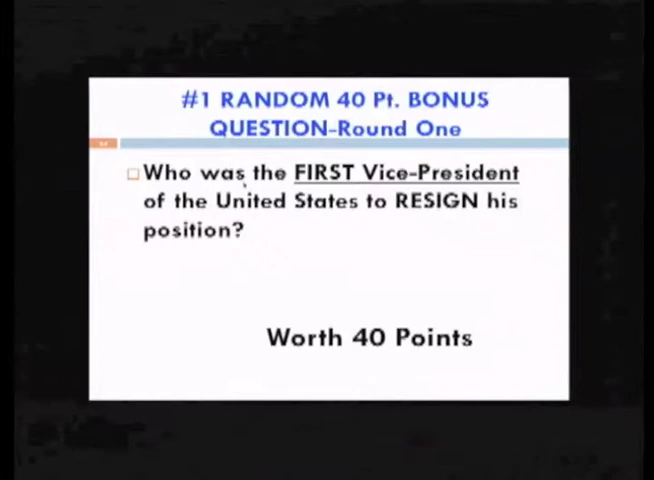 #1 RANDOM 40 Pt. BONUS
QUESTION-Round One
Who was the FIRST Vice-President
of the United States to RESIGN his
position?
Worth 40 Points